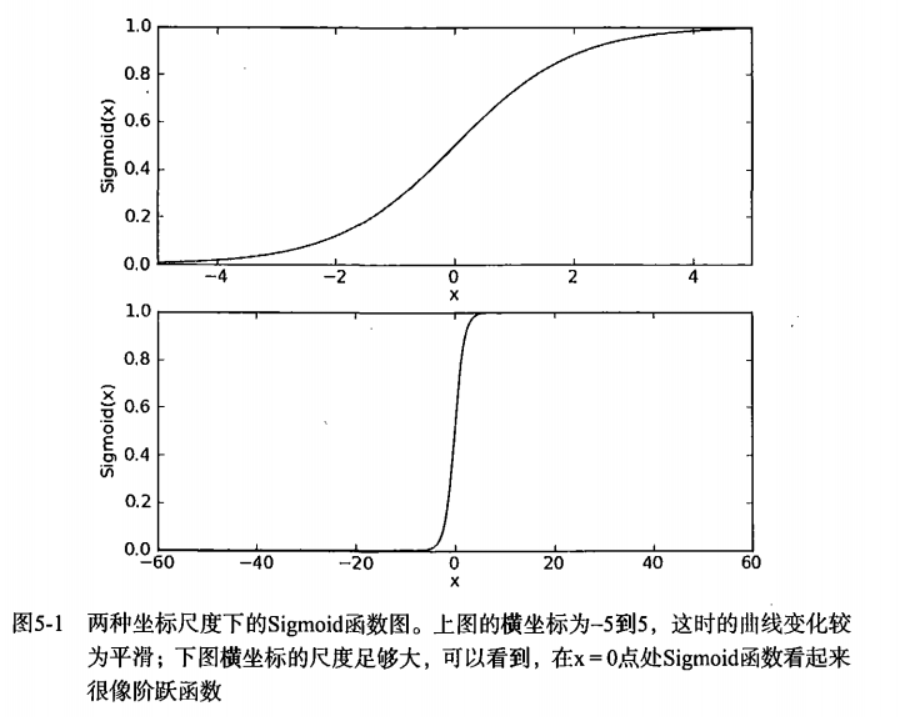 1.0
0.8
0.6
0.4
0.2
0.0
Sigmoid(x)
−4 −2 0 2 4
x
1.0
0.8
0.6
0.4
0.2
0.0
Sigmoid(x)
−60 −40 −20 0 20 40 60
x
图5-1 两种坐标尺度下的Sigmoid函数图。上图的横坐标为–5到5，这时的曲线变化较
为平滑；下图横坐标的尺度足够大，可以看到，在x = 0点处Sigmoid函数看起来
很像阶跃函数